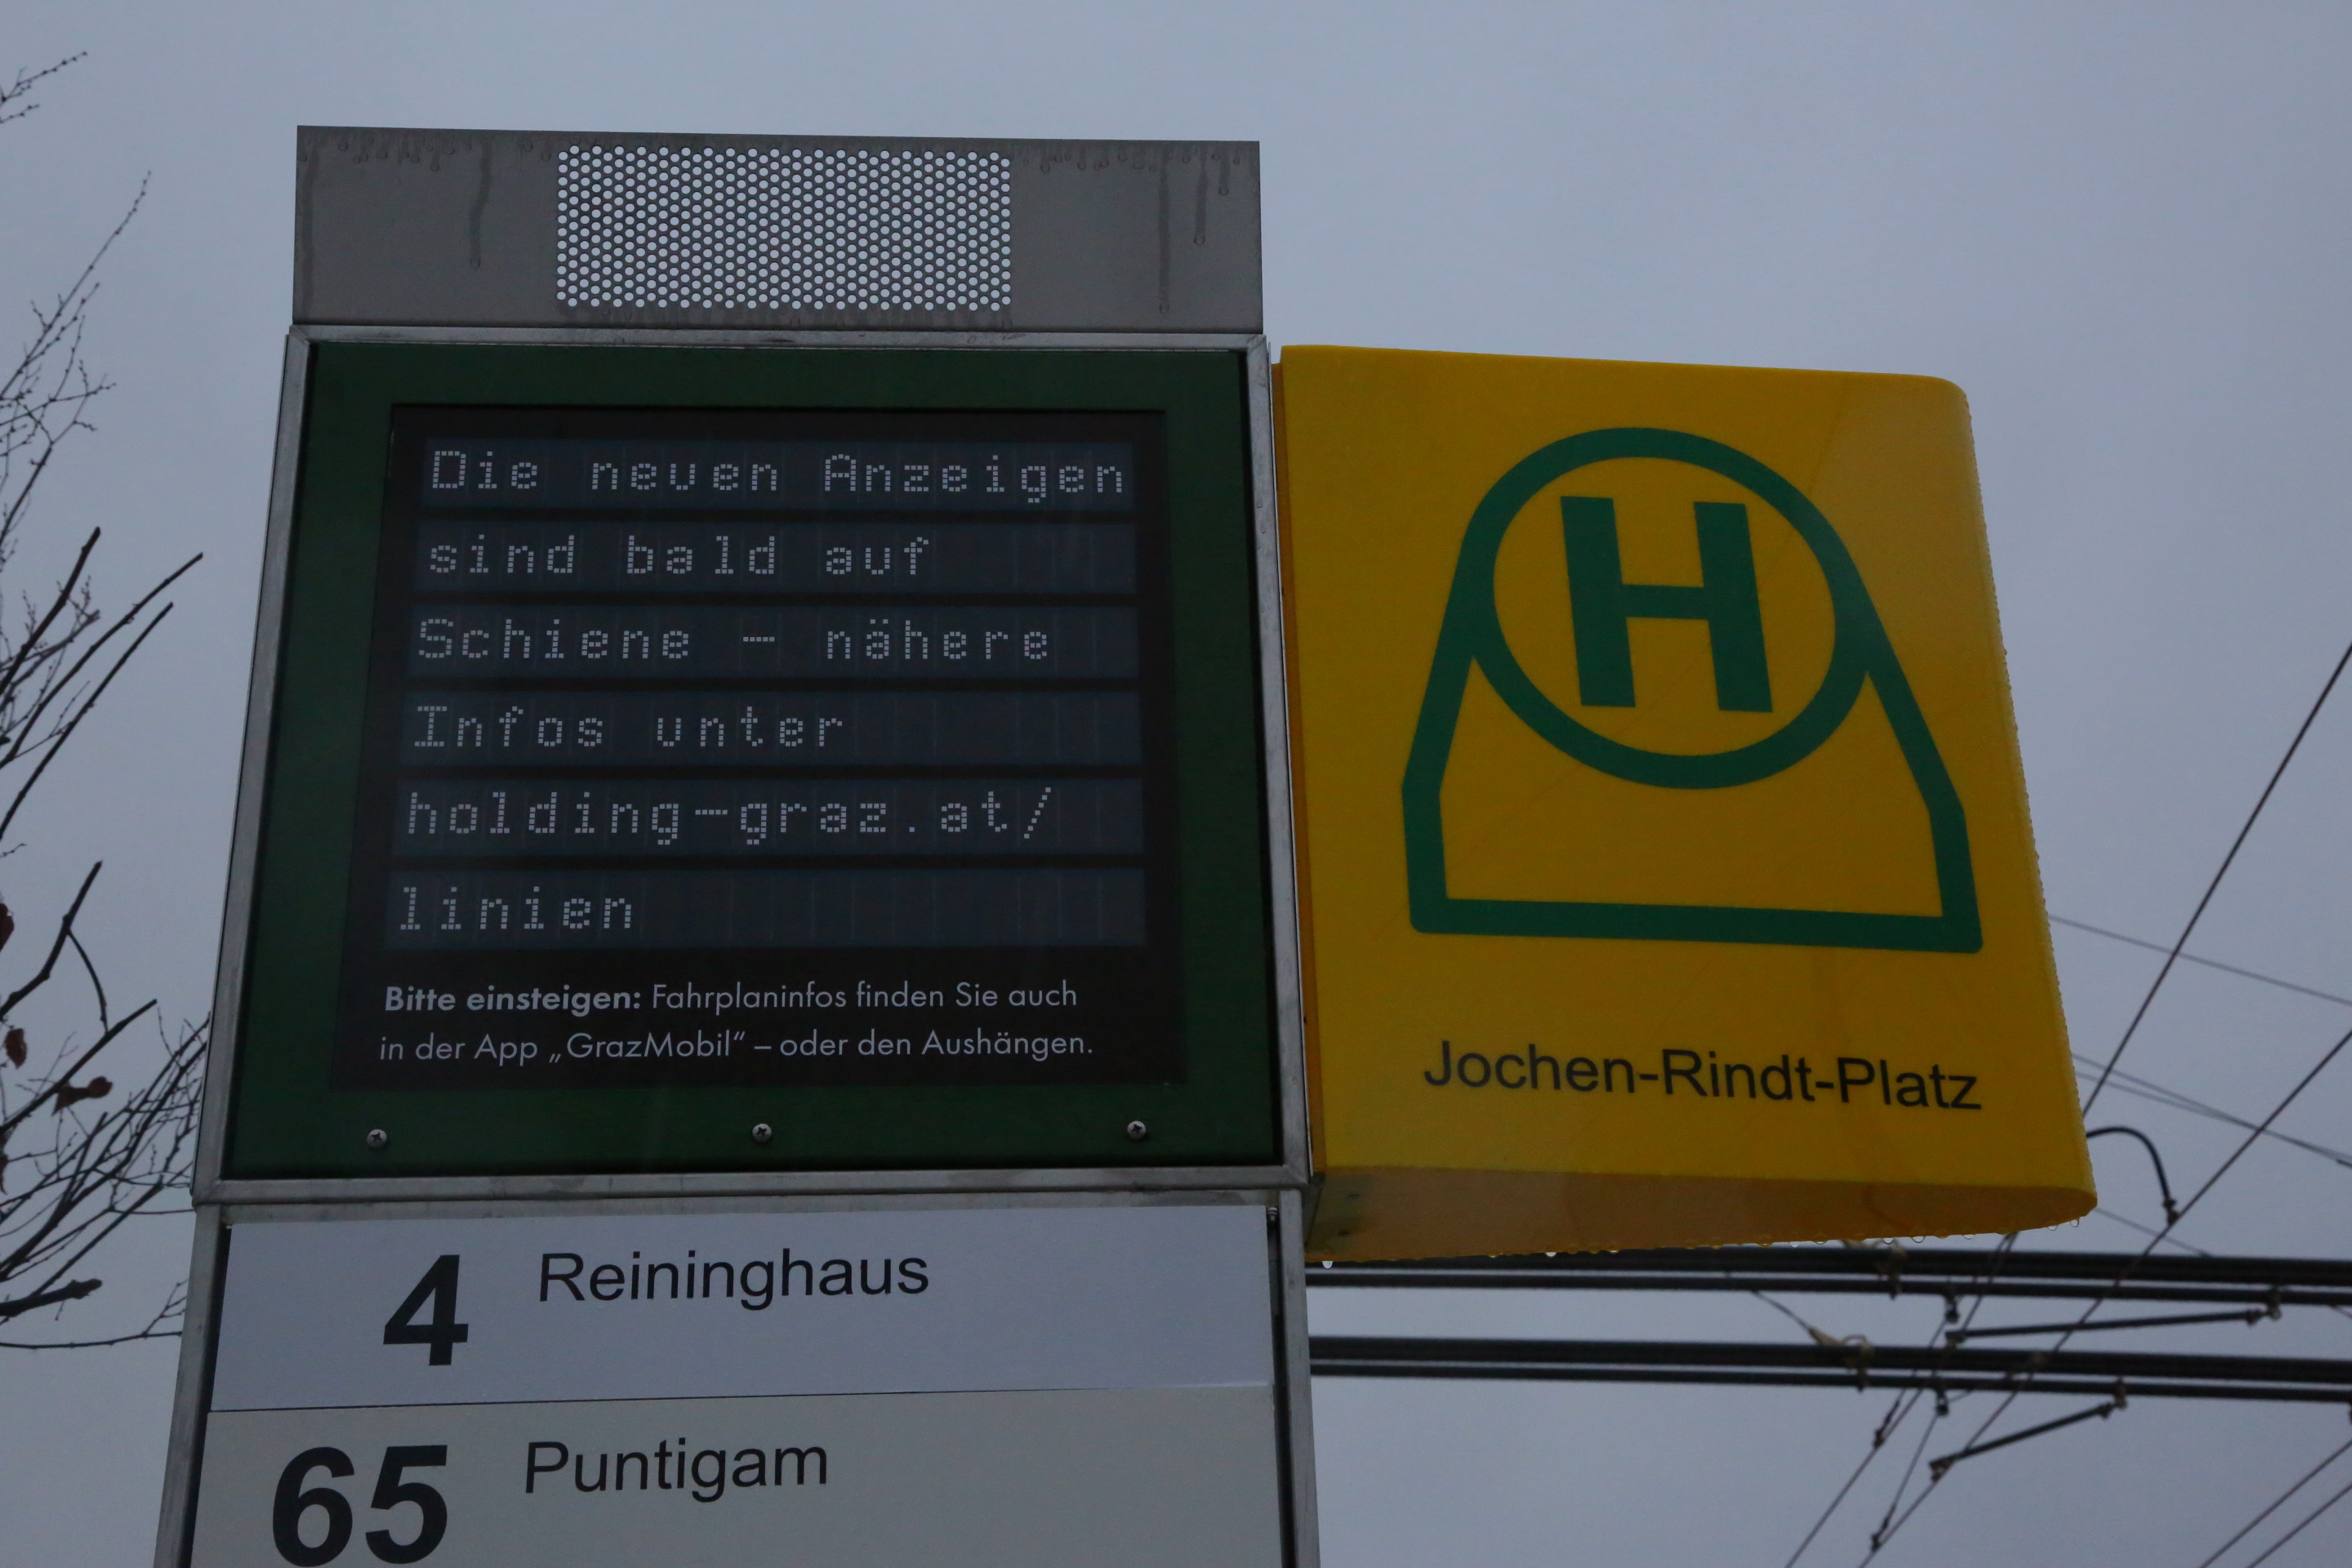 Die neuen Anzeigen
sind bald auf
Schiene – nähere
Infos unter
holding-graz.at/
linien
Bitte einsteigen: Fahrplaninfos finden Sie auch
in der App „GrazMobil“ – oder den Aushängen.
H
Jochen-Rindt-Platz
4 Reininghaus
65 Puntigam